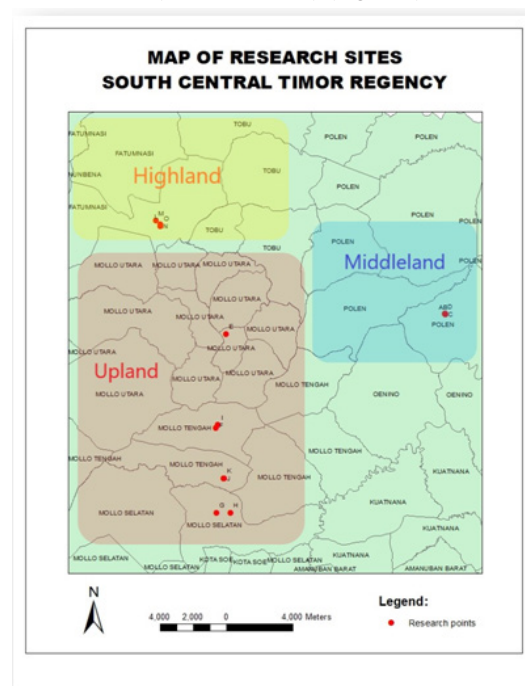 MAP OF RESEARCH SITES
SOUTH CENTRAL TIMOR REGENCY
TOBU
FATUMNASI
POLEN
POLEN
FATUMNASI
TOBU
NUNBENA
Highland
POLEN
FATUMNASI
M
O
N
TOBU
POLEN
POLEN
TOBU
MOLLO UTARA
MOLLO UTARA
MOLLO UTARA
Middleland
POLEN
MOLLO UTARA
MOLLO UTARA
POLEN
ABD
C
POLEN
E
MOLLO UTARA
MOLLO UTARA
MOLLO UTARA
Upland
MOLLO UTARA
MOLLO UTARA
MOLLO UTARA
MOLLO TENGAH
OENINO
OENINO
I
MOLLO TENGAH
MOLLO TENGAH
MOLLO TENGAH
MOLLO TENGAH
K
J
MOLLO TENGAH
KUATNANA
KUATNANA
G
H
MOLLO SELATAN
MOLLO SELATAN
KUATNANA
KUATNANA
MOLLO SELATAN
KOTA SOE
KOTA SOE
MOLLO SELATAN
AMANUBAN BARAT
AMANUBAN BARAT
N
4,000 2,000 0 4,000 Meters
Legend:
Research points